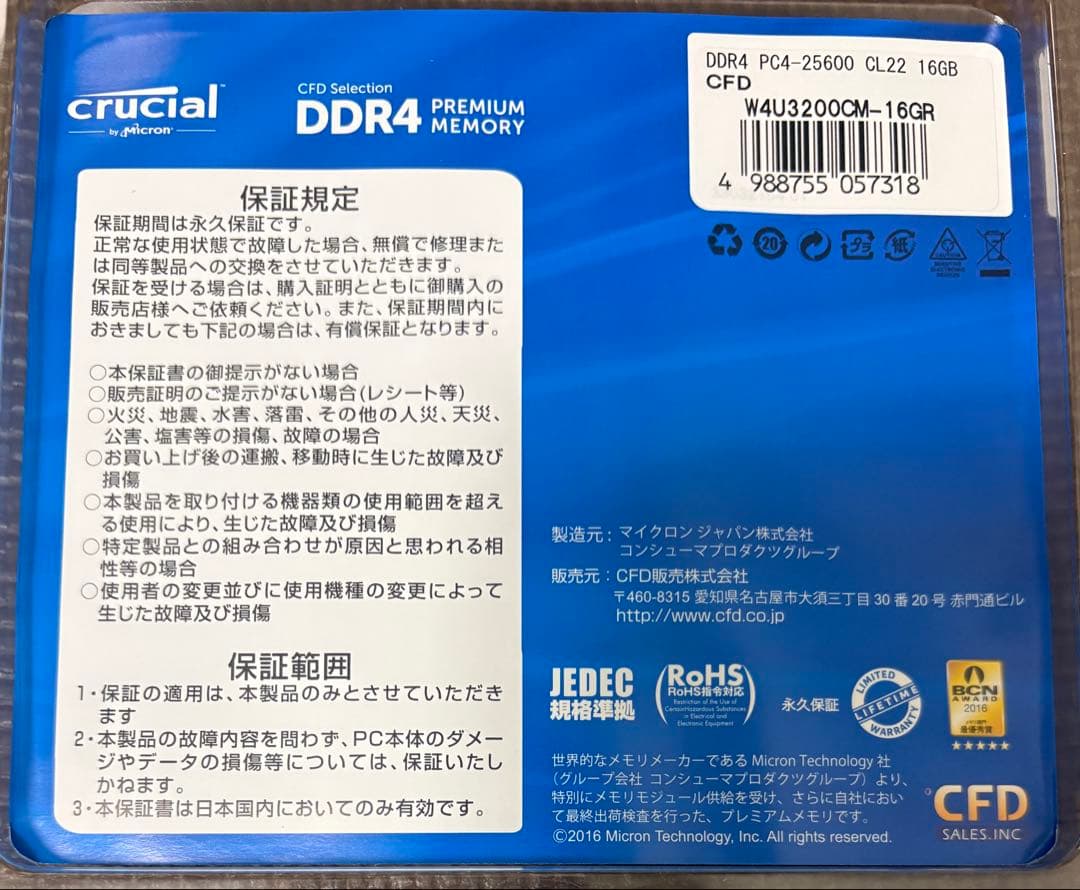 crucial
by Micron
CFD Selection
DDR4 PREMIUM
MEMORY
DDR4 PC4-25600 CL22 16GB
CFD
W4U3200CM-16GR
4 988755 057318
20
プラ
紙
CAUTION
SENSITIVE
ELECTRONIC
DEVICES
保証規定
保証期間は永久保証です。
正常な使用状態で故障した場合、無償で修理また
は同等製品への交換をさせていただきます。
保証を受ける場合は、購入証明とともに御購入の
販売店様へご依頼ください。また、保証期間内に
おきましても下記の場合は、有償保証となります。
○本保証書の御提示がない場合
○販売証明のご提示がない場合(レシート等)
○火災、地震、水害、落雷、その他の人災、天災、
公害、塩害等の損傷、故障の場合
○お買い上げ後の運搬、移動時に生じた故障及び
損傷
○本製品を取り付ける機器類の使用範囲を超え
る使用により、生じた故障及び損傷
○特定製品との組み合わせが原因と思われる相
性等の場合
○使用者の変更並びに使用機種の変更によって
生じた故障及び損傷
保証範囲
1・保証の適用は、本製品のみとさせていただき
ます
2・本製品の故障内容を問わず、PC本体のダメー
ジやデータの損傷等については、保証いたし
かねます。
3・本保証書は日本国内においてのみ有効です。
製造元：マイクロン ジャパン株式会社
コンシューマプロダクツグループ
販売元：CFD販売株式会社
〒460-8315 愛知県名古屋市大須三丁目30番20号 赤門通ビル
http://www.cfd.co.jp
JEDEC
規格準拠
RoHS
RoHS指令対応
Restriction of the Use of
CertainHazardous Substances
in Electrical and
Electronic Equipment
永久保証
LIMITED
LIFETIME
WARRANTY
BCN
AWARD
2016
メモリ部門
最優秀賞
★★★★★
世界的なメモリメーカーである Micron Technology 社
(グループ会社 コンシューマプロダクツグループ) より、
特別にメモリモジュール供給を受け、さらに自社におい
て最終出荷検査を行った、プレミアムメモリです。
©2016 Micron Technology, Inc. All rights reserved.
CFD
SALES.INC